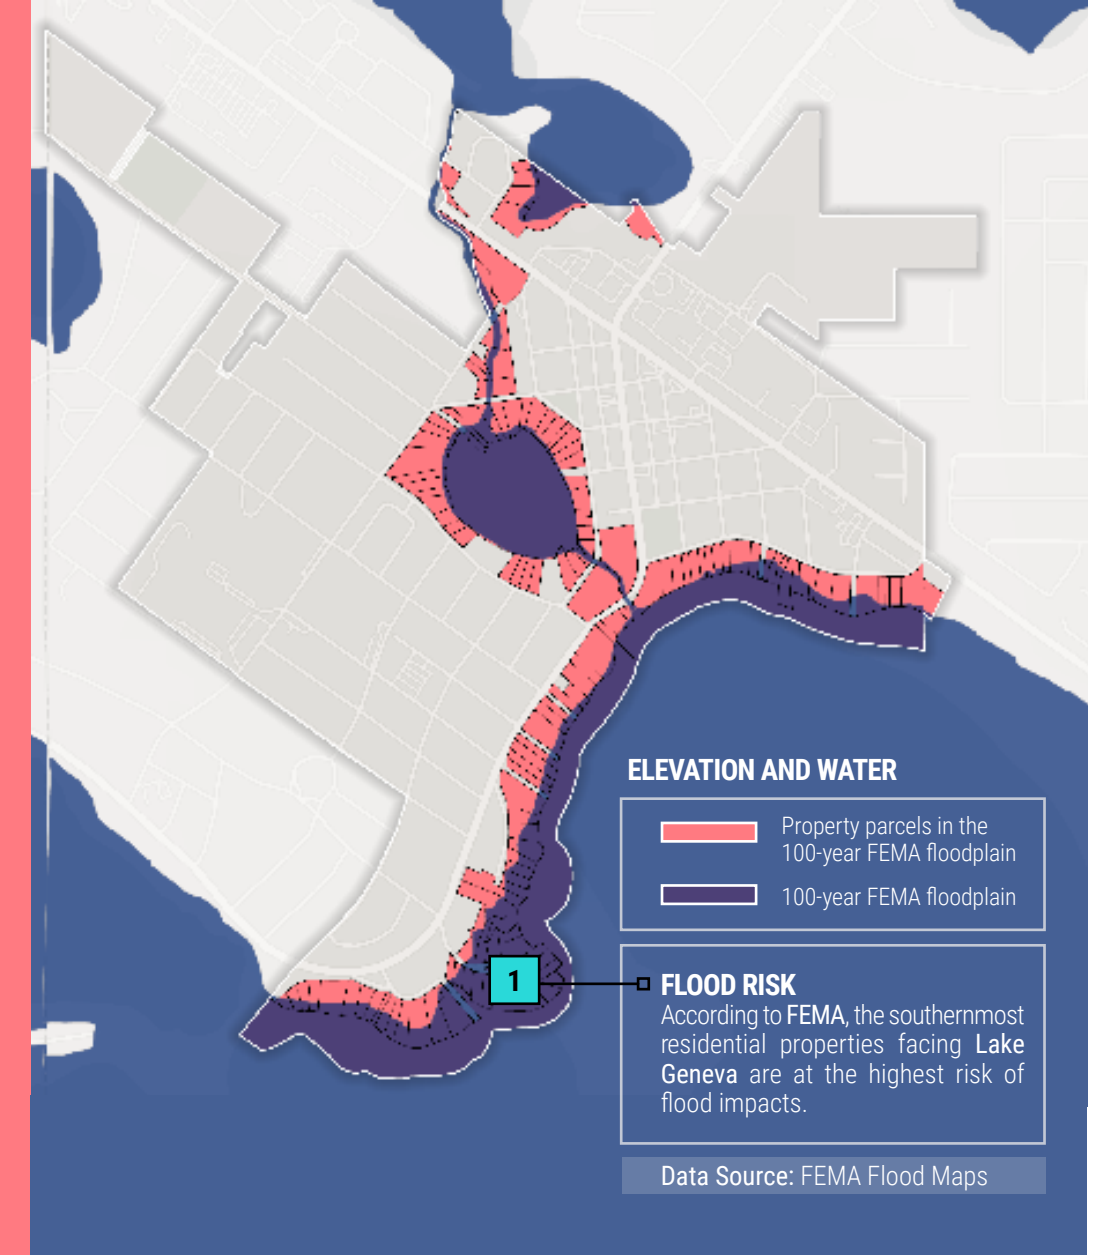 ELEVATION AND WATER
Property parcels in the
100-year FEMA floodplain
100-year FEMA floodplain
1
FLOOD RISK
According to FEMA, the southernmost
residential properties facing Lake
Geneva are at the highest risk of
flood impacts.
Data Source: FEMA Flood Maps